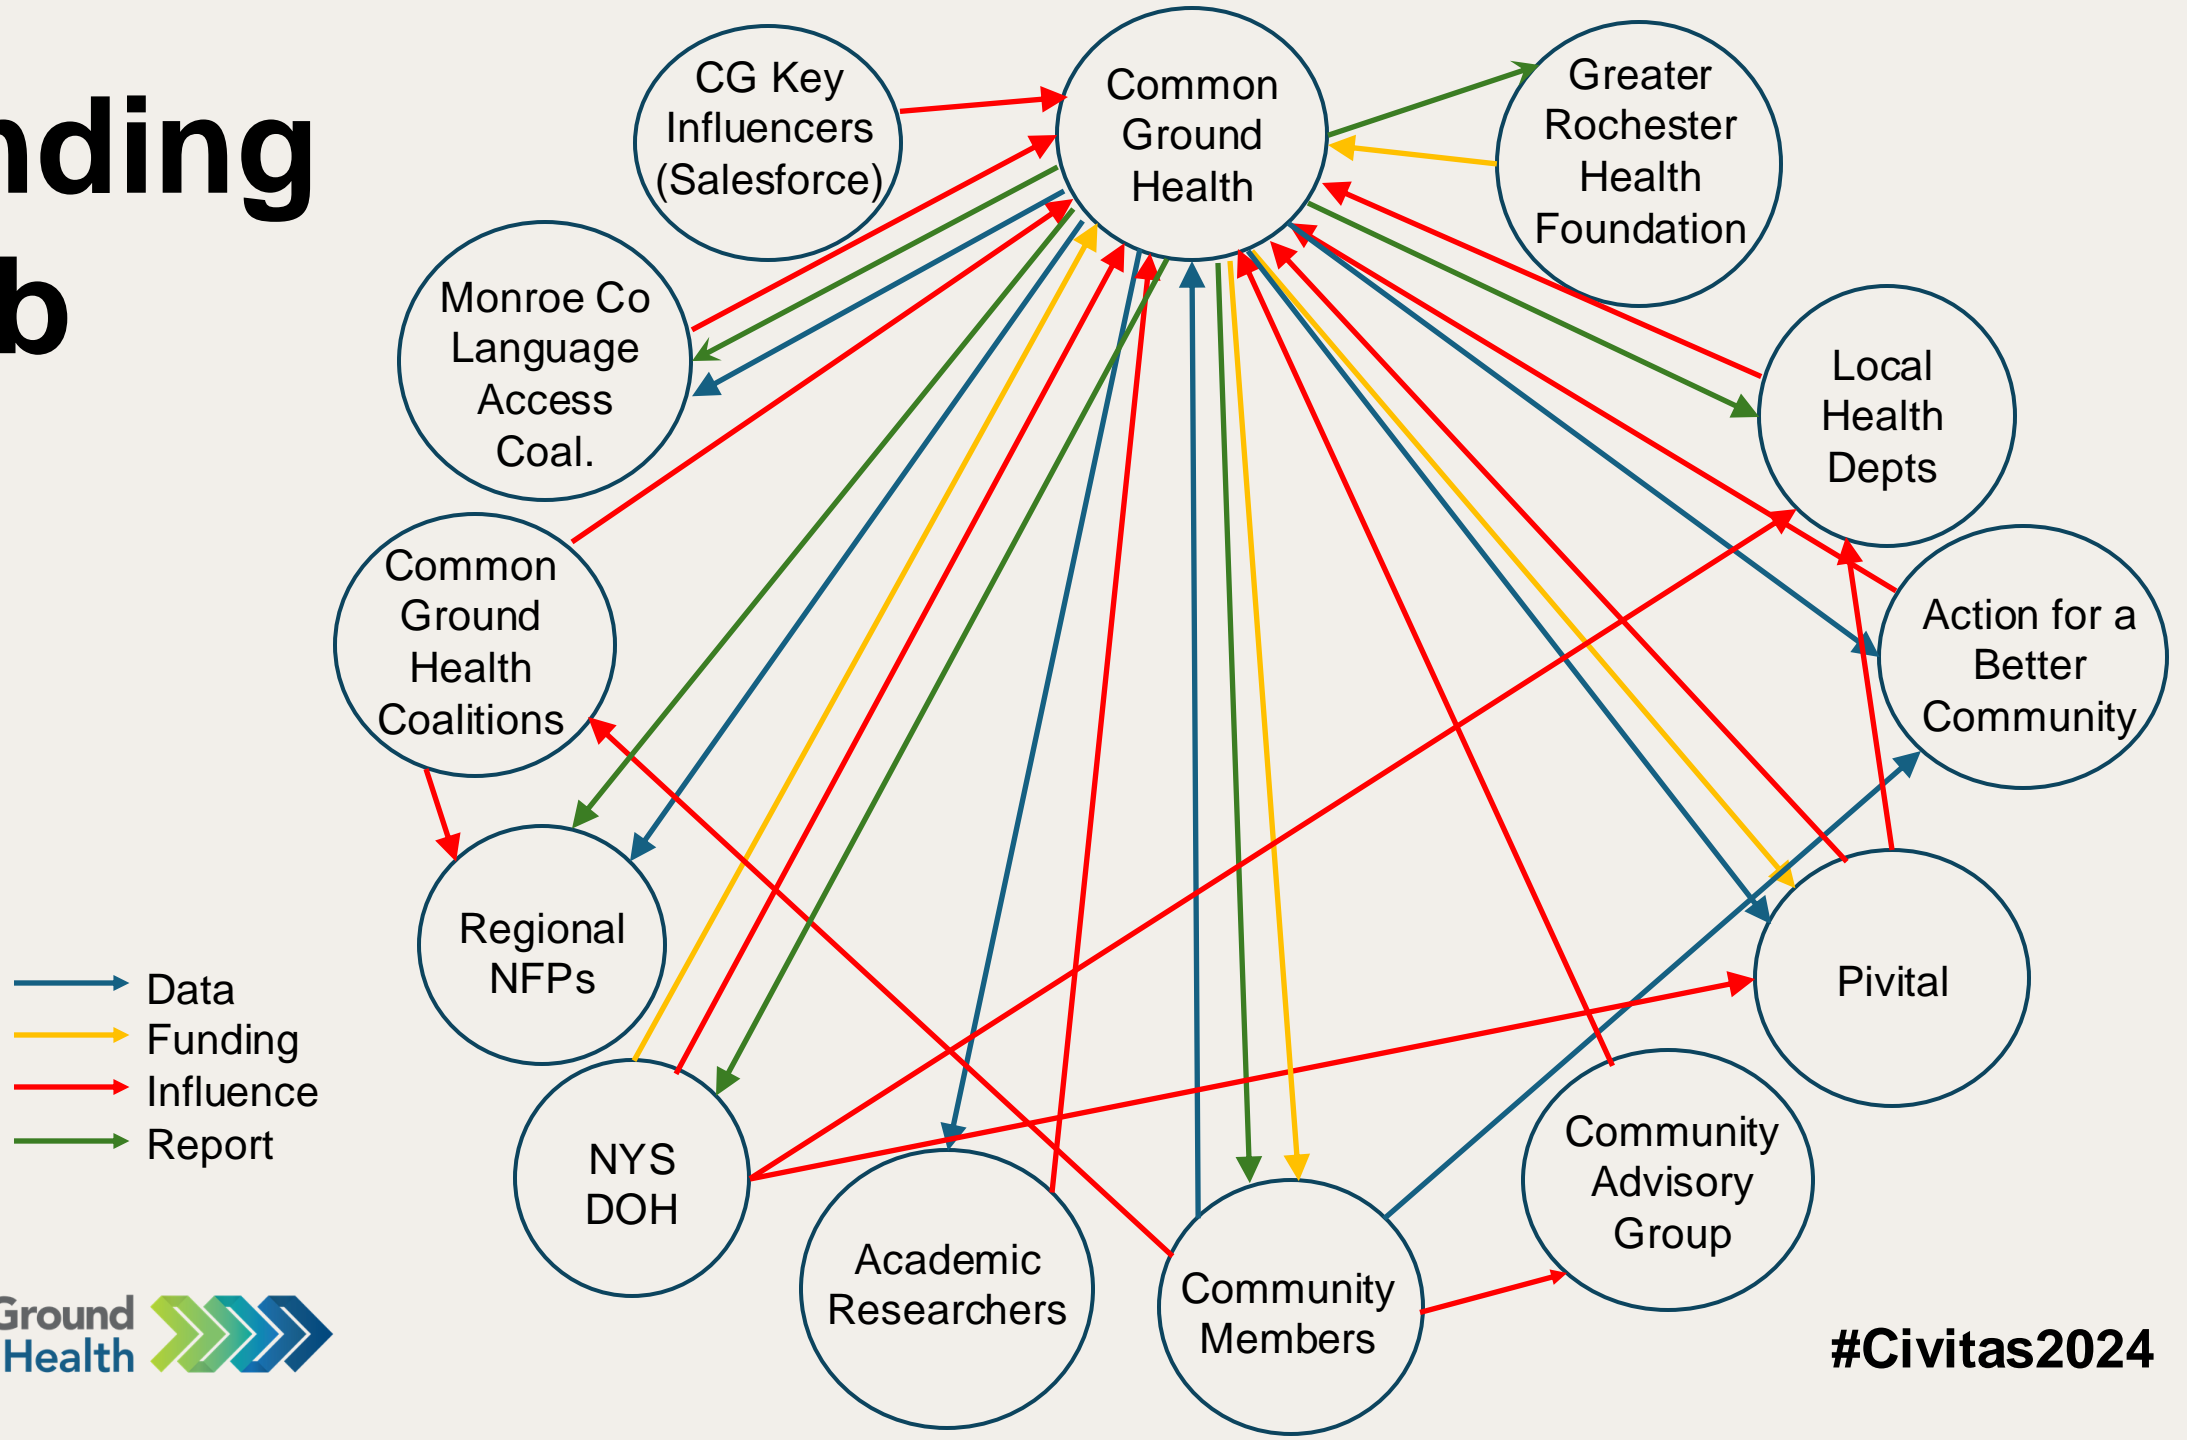 nding
b
CG Key
Influencers
(Salesforce)
Common
Ground
Health
Greater
Rochester
Health
Foundation
Monroe Co
Language
Access
Coal.
Local
Health
Depts
Common
Ground
Health
Coalitions
Action for a
Better
Community
Regional
NFPs
Pivital
NYS
DOH
Academic
Researchers
Community
Members
Community
Advisory
Group
Data
Funding
Influence
Report
Ground
Health
#Civitas2024